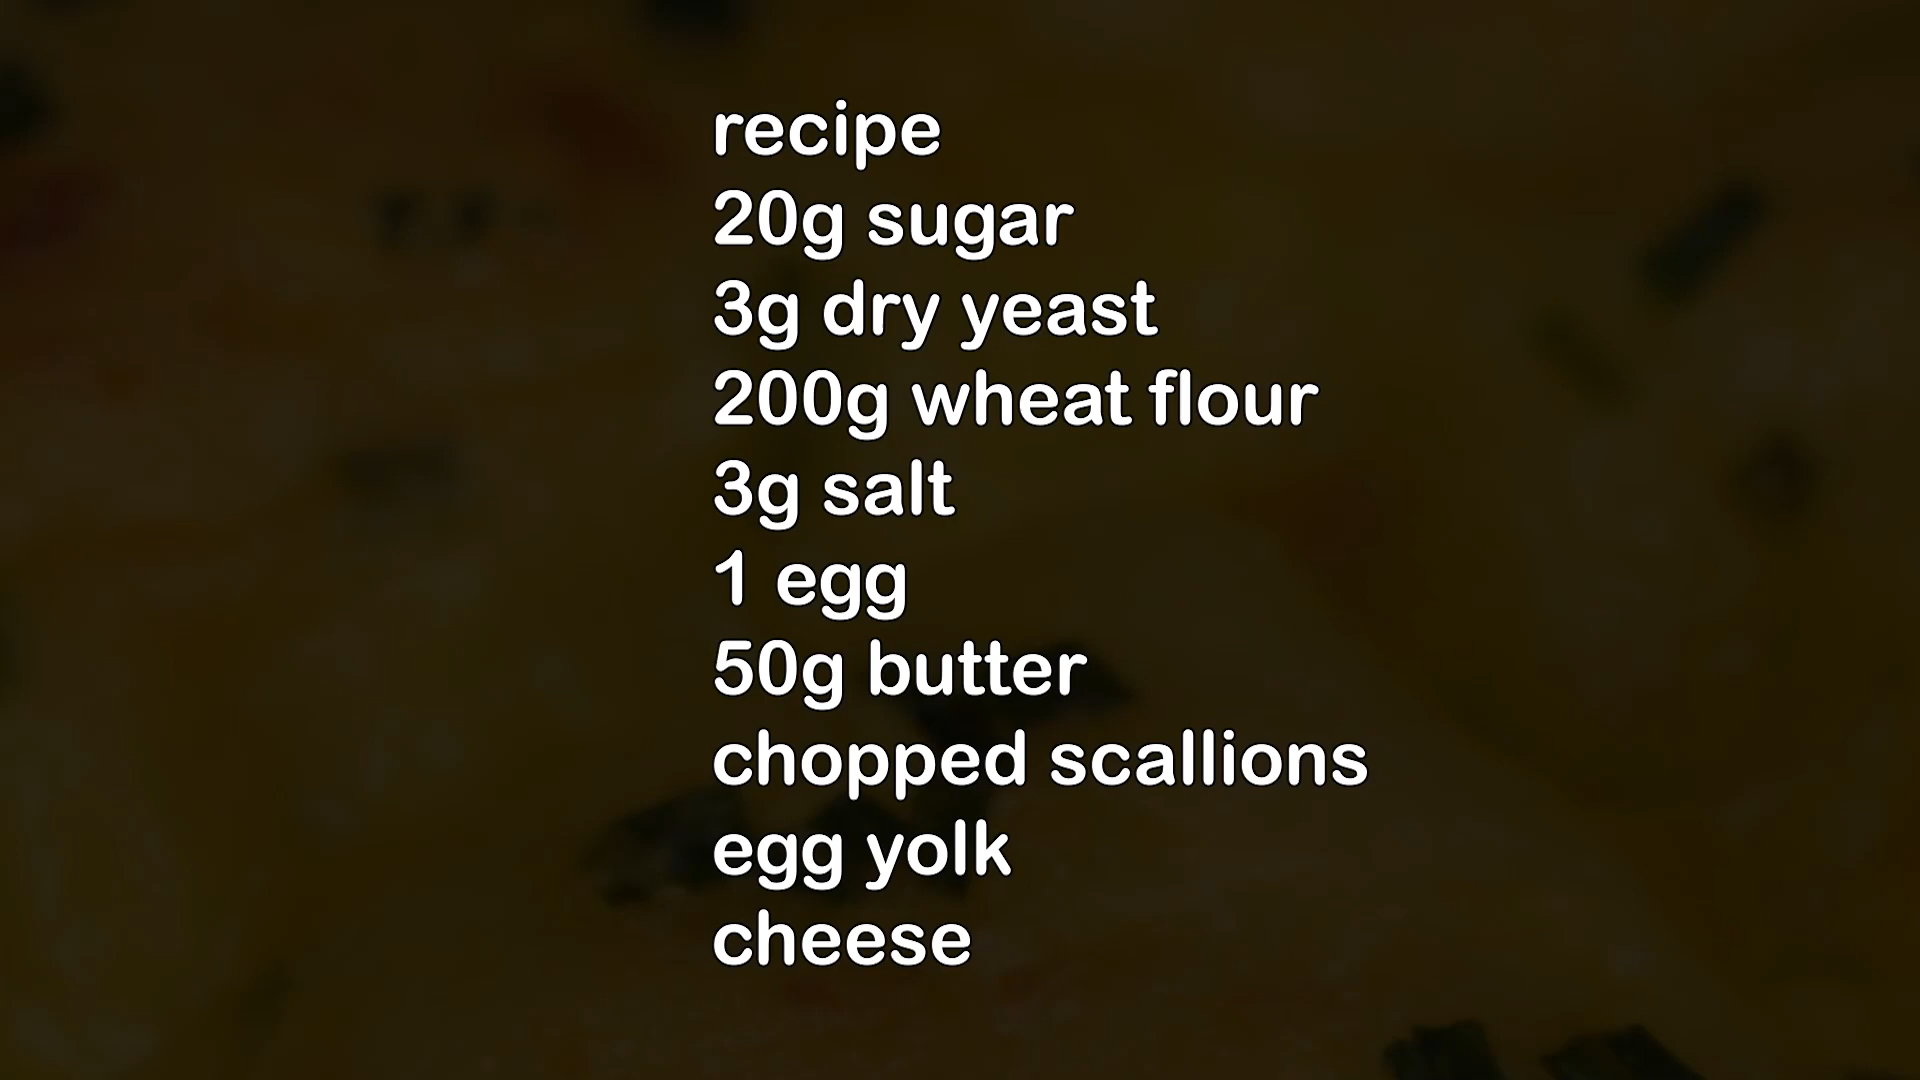 recipe
20g sugar
3g dry yeast
200g wheat flour
3g salt
1 egg
50g butter
chopped scallions
egg yolk
cheese